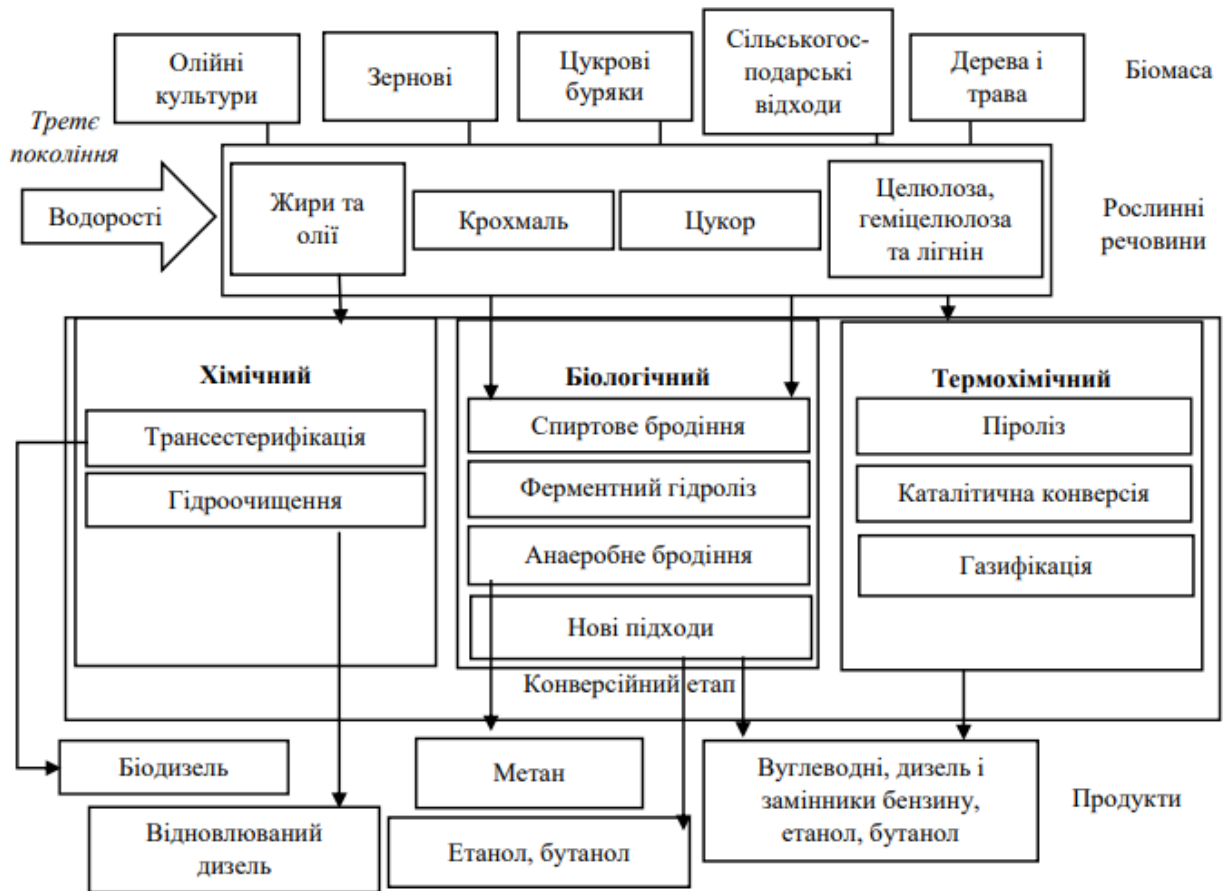 Олійні
культури
Зернові
Цукрові
буряки
Сільськогос-
подарські
відходи
Дерева і
трава
Біомаса
Третє
покоління
Водорості
Жири та
олії
Крохмаль
Цукор
Целюлоза,
геміцелюлоза
та лігнін
Рослинні
речовини
Хімічний
Трансестерифікація
Гідроочищення
Біологічний
Спиртове бродіння
Ферментний гідроліз
Анаеробне бродіння
Нові підходи
Термохімічний
Піроліз
Каталітична конверсія
Газифікація
Конверсійний етап
Біодизель
Відновлюваний
дизель
Метан
Етанол, бутанол
Вуглеводні, дизель і
замінники бензину,
етанол, бутанол
Продукти